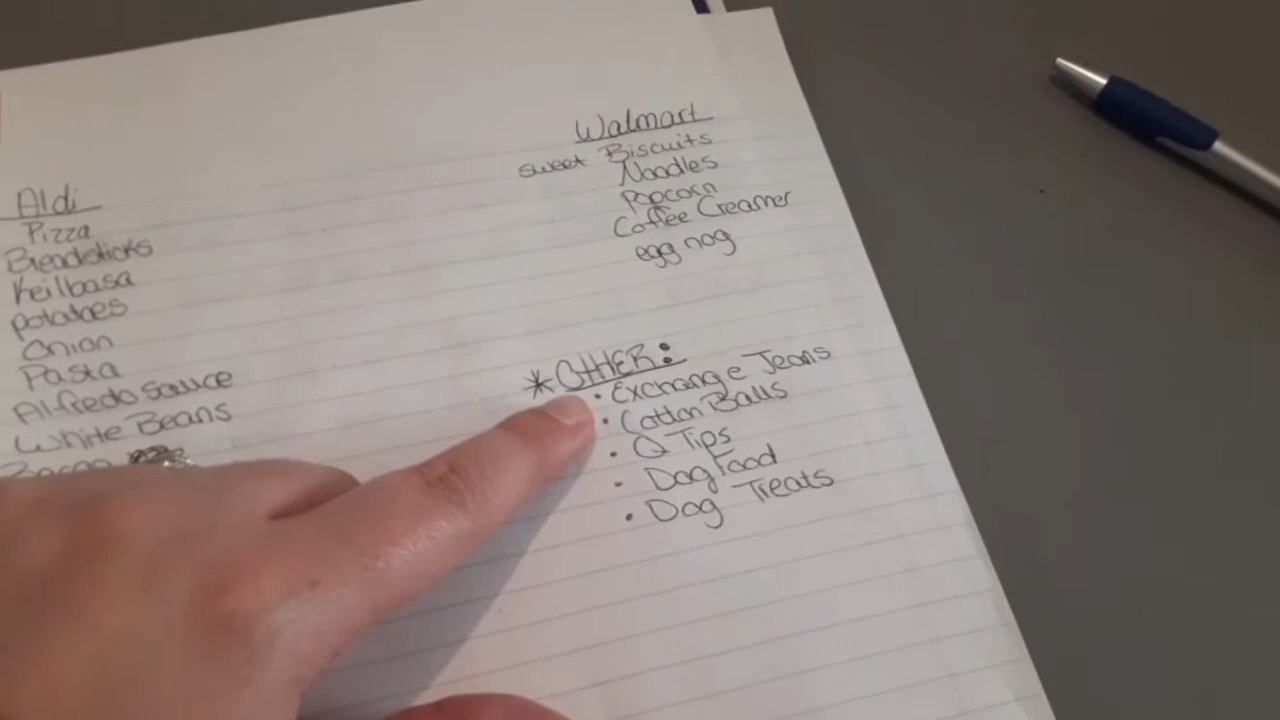 Aldi
Pizza
Breadsticks
Keilbasa
Potatoes
Onion
Pasta
Alfredo Sauce
White Beans
Walmart
Sweet Biscuits
Noodles
Popcorn
Coffee Creamer
egg nog
*OTHER:
• Exchange Jeans
• Cotton Balls
• Q Tips
• Dog Food
• Dog Treats